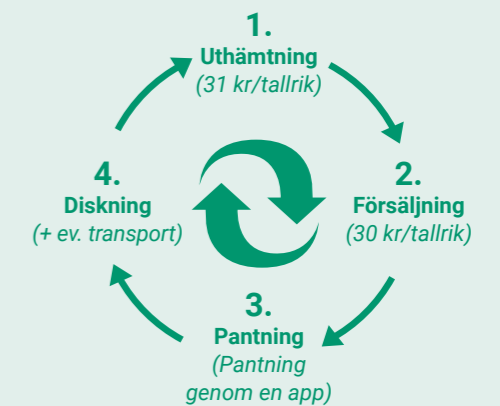 1.
Uthämtning
(31 kr/tallrik)
2.
Försäljning
(30 kr/tallrik)
3.
Pantning
(Pantning
genom en app)
4.
Diskning
(+ ev. transport)